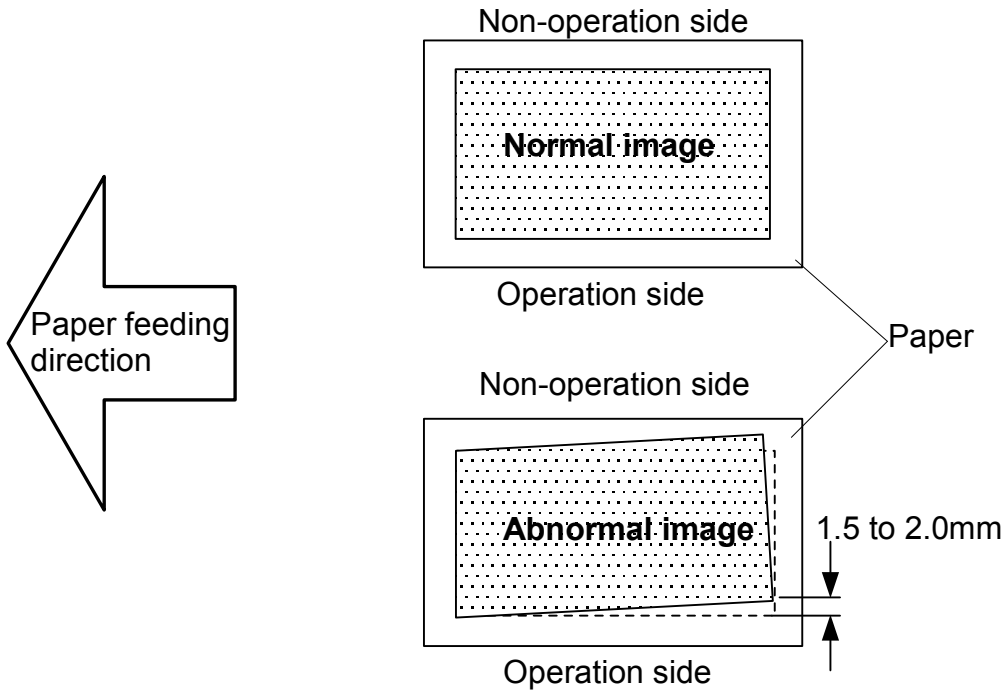 Non-operation side
Normal image
Operation side
Paper feeding
direction
Paper
Non-operation side
Abnormal image
1.5 to 2.0mm
Operation side